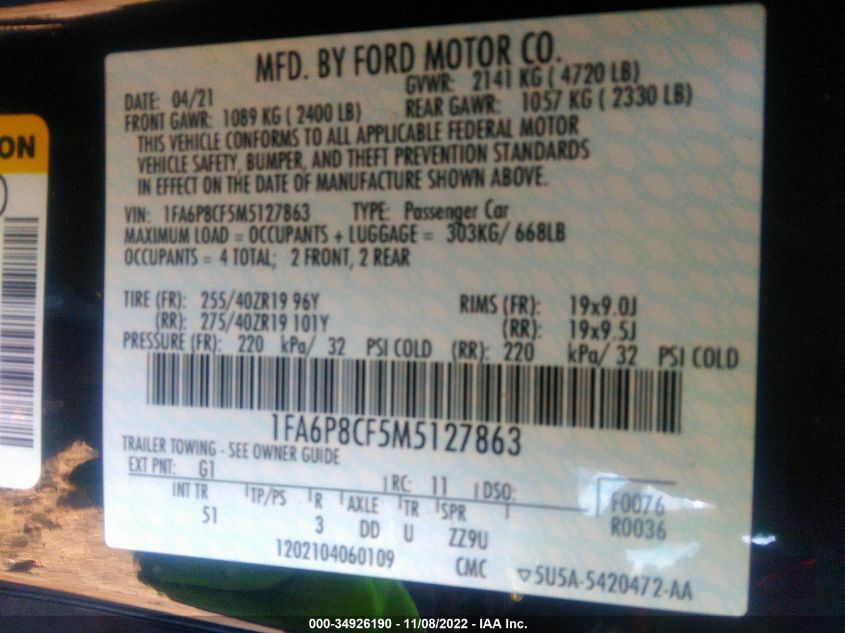 MFD. BY FORD MOTOR CO.
DATE: 04/21 GVWR: 2141 KG ( 4720 LB)
FRONT GAWR: 1089 KG ( 2400 LB) REAR GAWR: 1057 KG ( 2330 LB)
THIS VEHICLE CONFORMS TO ALL APPLICABLE FEDERAL MOTOR
VEHICLE SAFETY, BUMPER, AND THEFT PREVENTION STANDARDS
IN EFFECT ON THE DATE OF MANUFACTURE SHOWN ABOVE.
ON
VIN: 1FA6P8CF5M5127863 TYPE: Passenger Car
MAXIMUM LOAD = OCCUPANTS + LUGGAGE = 303KG/ 668LB
OCCUPANTS = 4 TOTAL; 2 FRONT, 2 REAR
TIRE (FR): 255/40ZR19 96Y RIMS (FR): 19x9.0J
(RR): 275/40ZR19 101Y (RR): 19x9.5J
PRESSURE (FR): 220 kPa/ 32 PSI COLD (RR): 220 kPa/ 32 PSI COLD
1FA6P8CF5M5127863
TRAILER TOWING - SEE OWNER GUIDE
EXT PNT: G1 RC: 11 DSO:
INT TR TP/PS R AXLE TR SPR F0076
51 3 DD U ZZ9U R0036
1202104060109 CMC 5U5A-5420472-AA
000-34926190 - 11/08/2022 - IAA Inc.